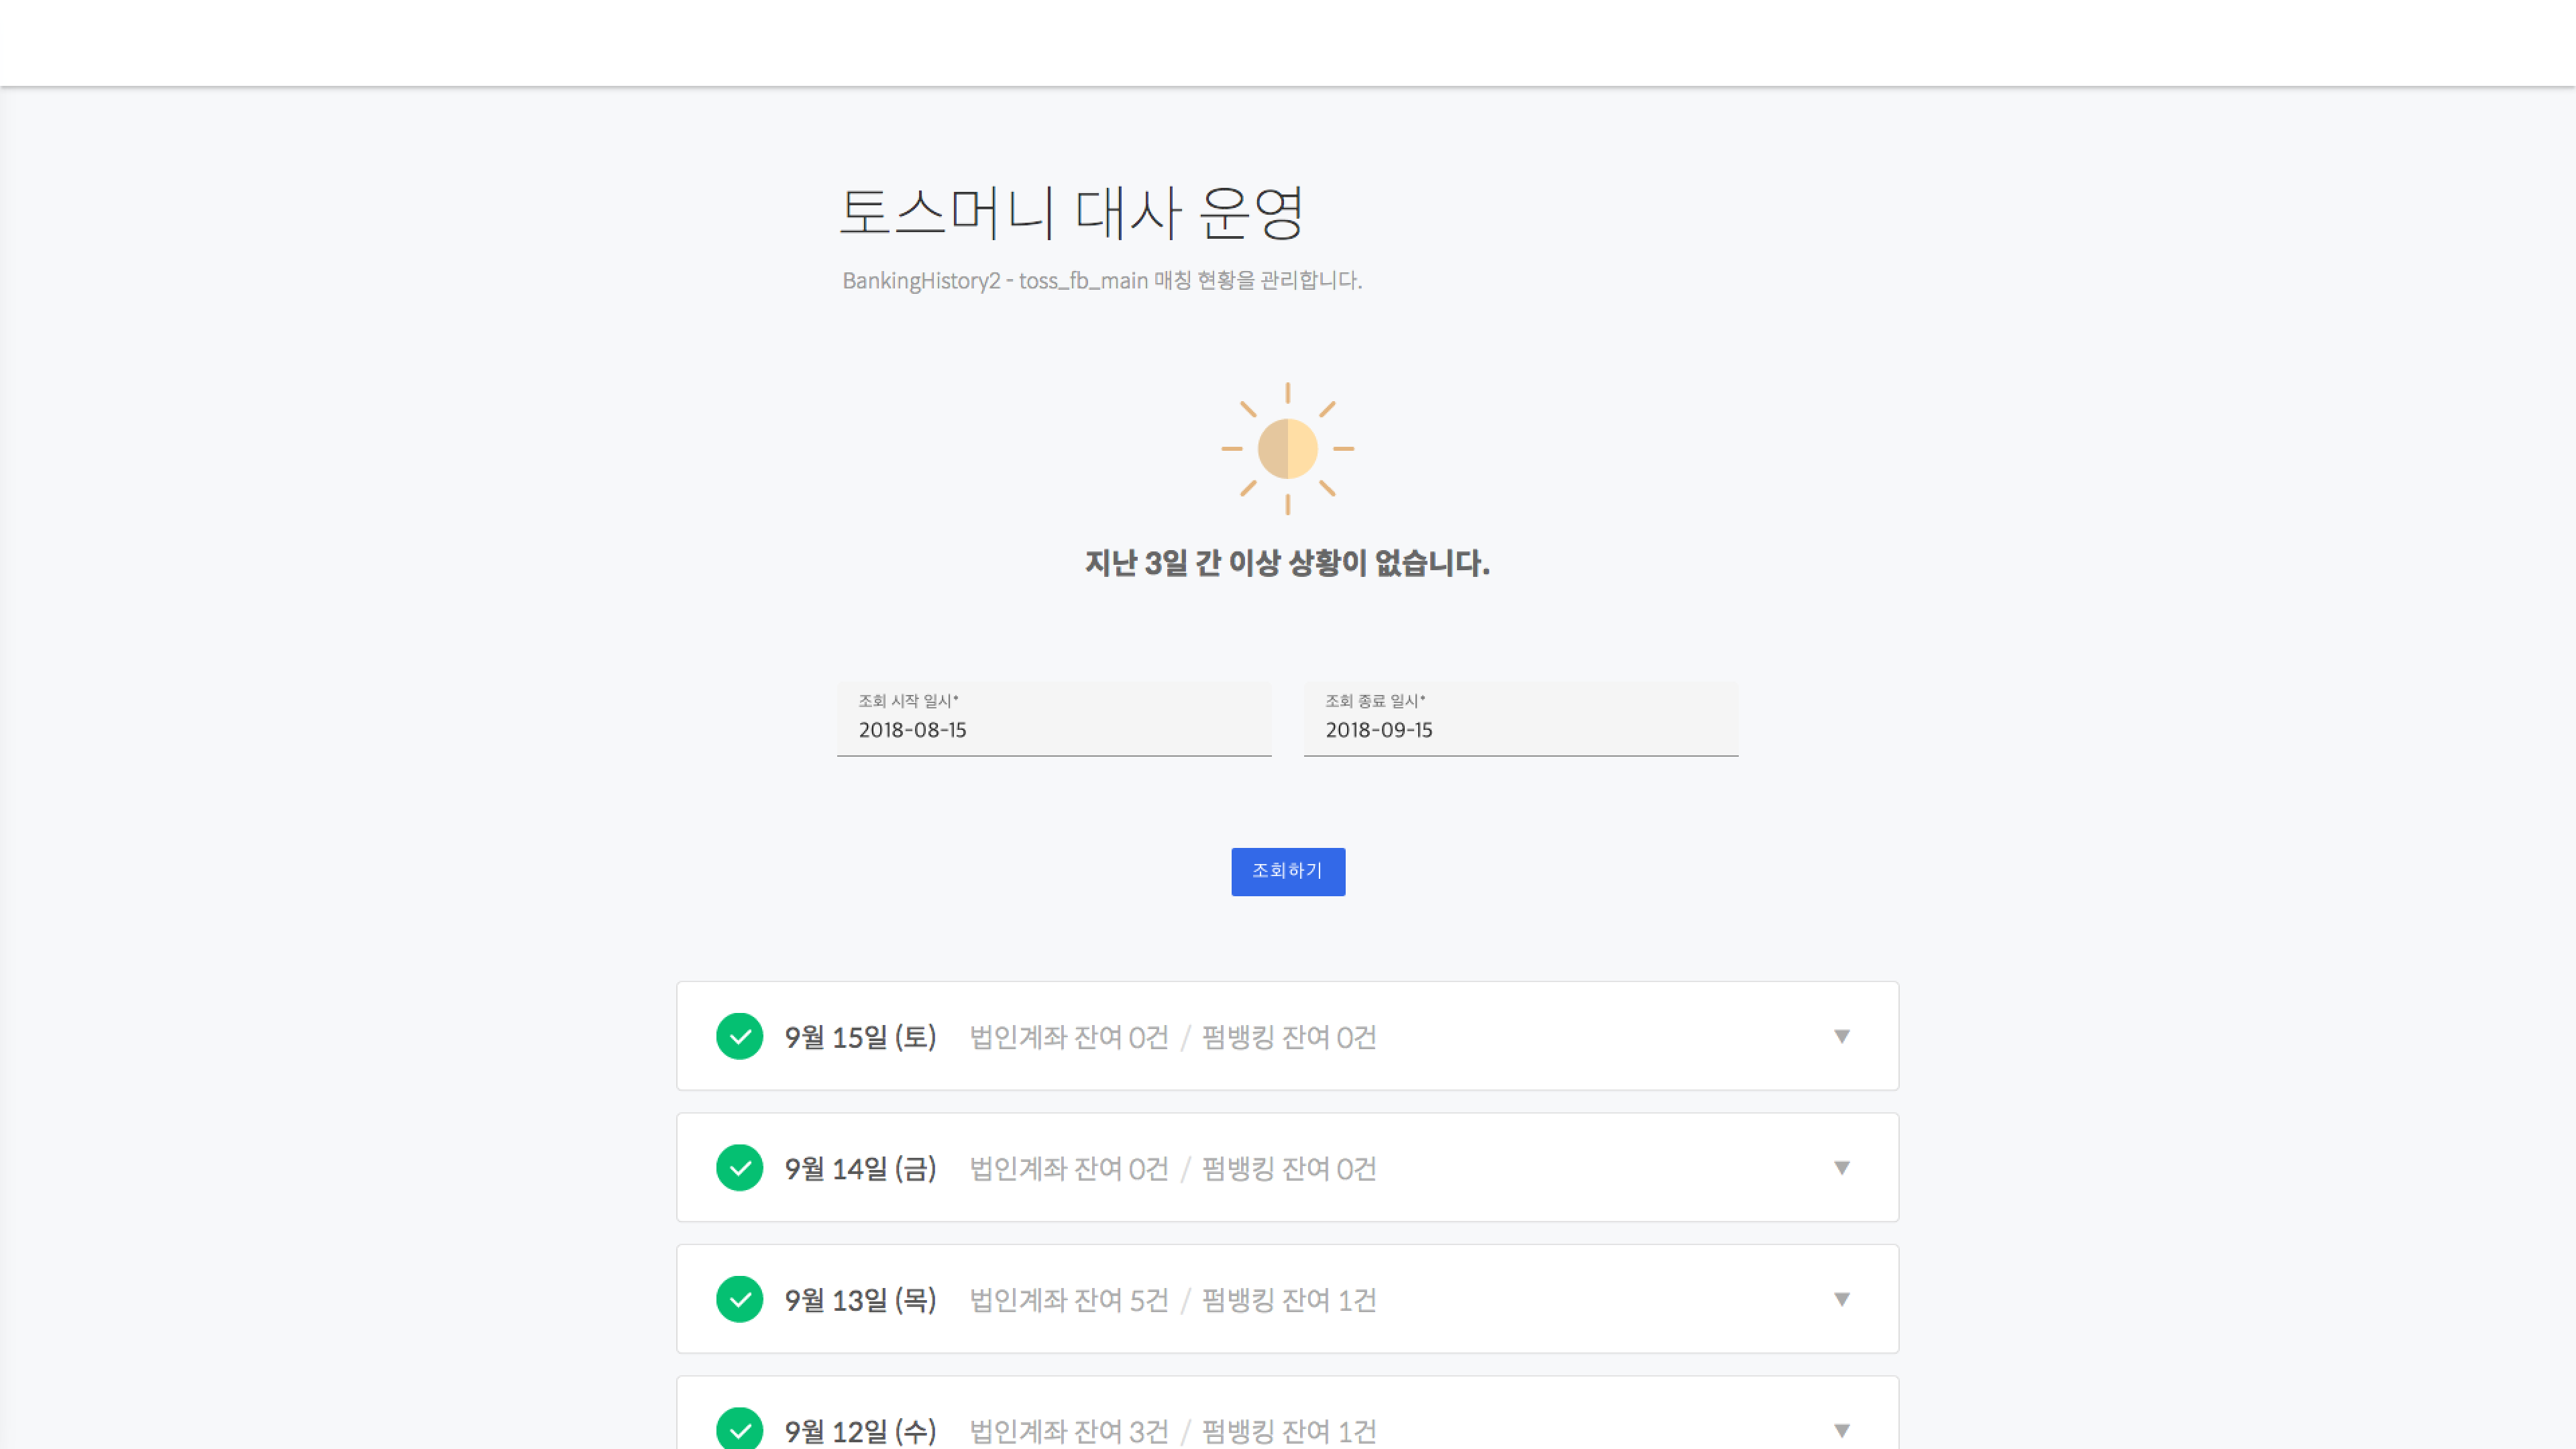 토스머니 대사 운영
BankingHistory2 - toss_fb_main 매칭 현황을 관리합니다.
지난 3일 간 이상 상황이 없습니다.
조회 시작 일시*
2018-08-15
조회 종료 일시*
2018-09-15
조회하기
9월 15일 (토) 법인계좌 잔여 0건 / 펌뱅킹 잔여 0건 ▼
9월 14일 (금) 법인계좌 잔여 0건 / 펌뱅킹 잔여 0건 ▼
9월 13일 (목) 법인계좌 잔여 5건 / 펌뱅킹 잔여 1건 ▼
9월 12일 (수) 법인계좌 잔여 3건 / 펌뱅킹 잔여 1건 ▼